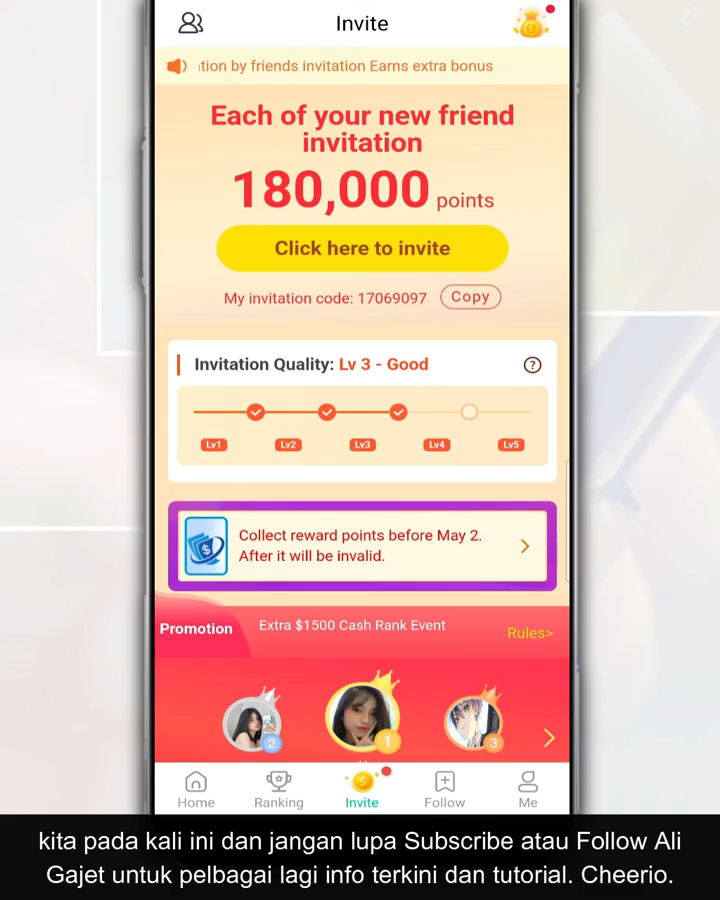 Invite
tion by friends invitation Earns extra bonus
Each of your new friend
invitation
180,000 points
Click here to invite
My invitation code: 17069097 Copy
Invitation Quality: Lv 3 - Good ?
Lv1 Lv2 Lv3 Lv4 Lv5
$ Collect reward points before May 2.
After it will be invalid.
Promotion Extra $1500 Cash Rank Event Rules>
2 1 3
Home Ranking Invite Follow Me
kita pada kali ini dan jangan lupa Subscribe atau Follow Ali
Gajet untuk pelbagai lagi info terkini dan tutorial. Cheerio.